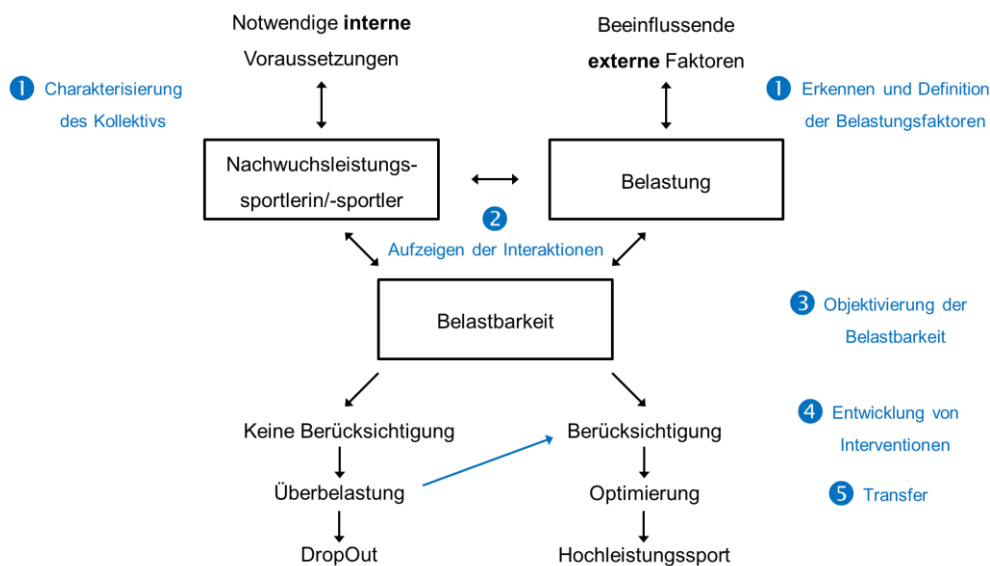 Notwendige interne
Voraussetzungen
Beeinflussende
externe Faktoren
1 Charakterisierung
des Kollektivs
1 Erkennen und Definition
der Belastungsfaktoren
Nachwuchsleistungs-
sportlerin/-sportler
Belastung
2
Aufzeigen der Interaktionen
Belastbarkeit
3 Objektivierung der
Belastbarkeit
Keine Berücksichtigung
Berücksichtigung
4 Entwicklung von
Interventionen
Überbelastung
Optimierung
5 Transfer
DropOut
Hochleistungssport